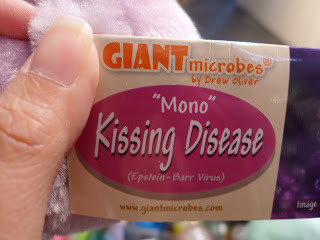 GIANTmicrobes®
by Drew Oliver
"Mono"
Kissing Disease
(Epstein-Barr Virus)
www.giantmicrobes.com
Image